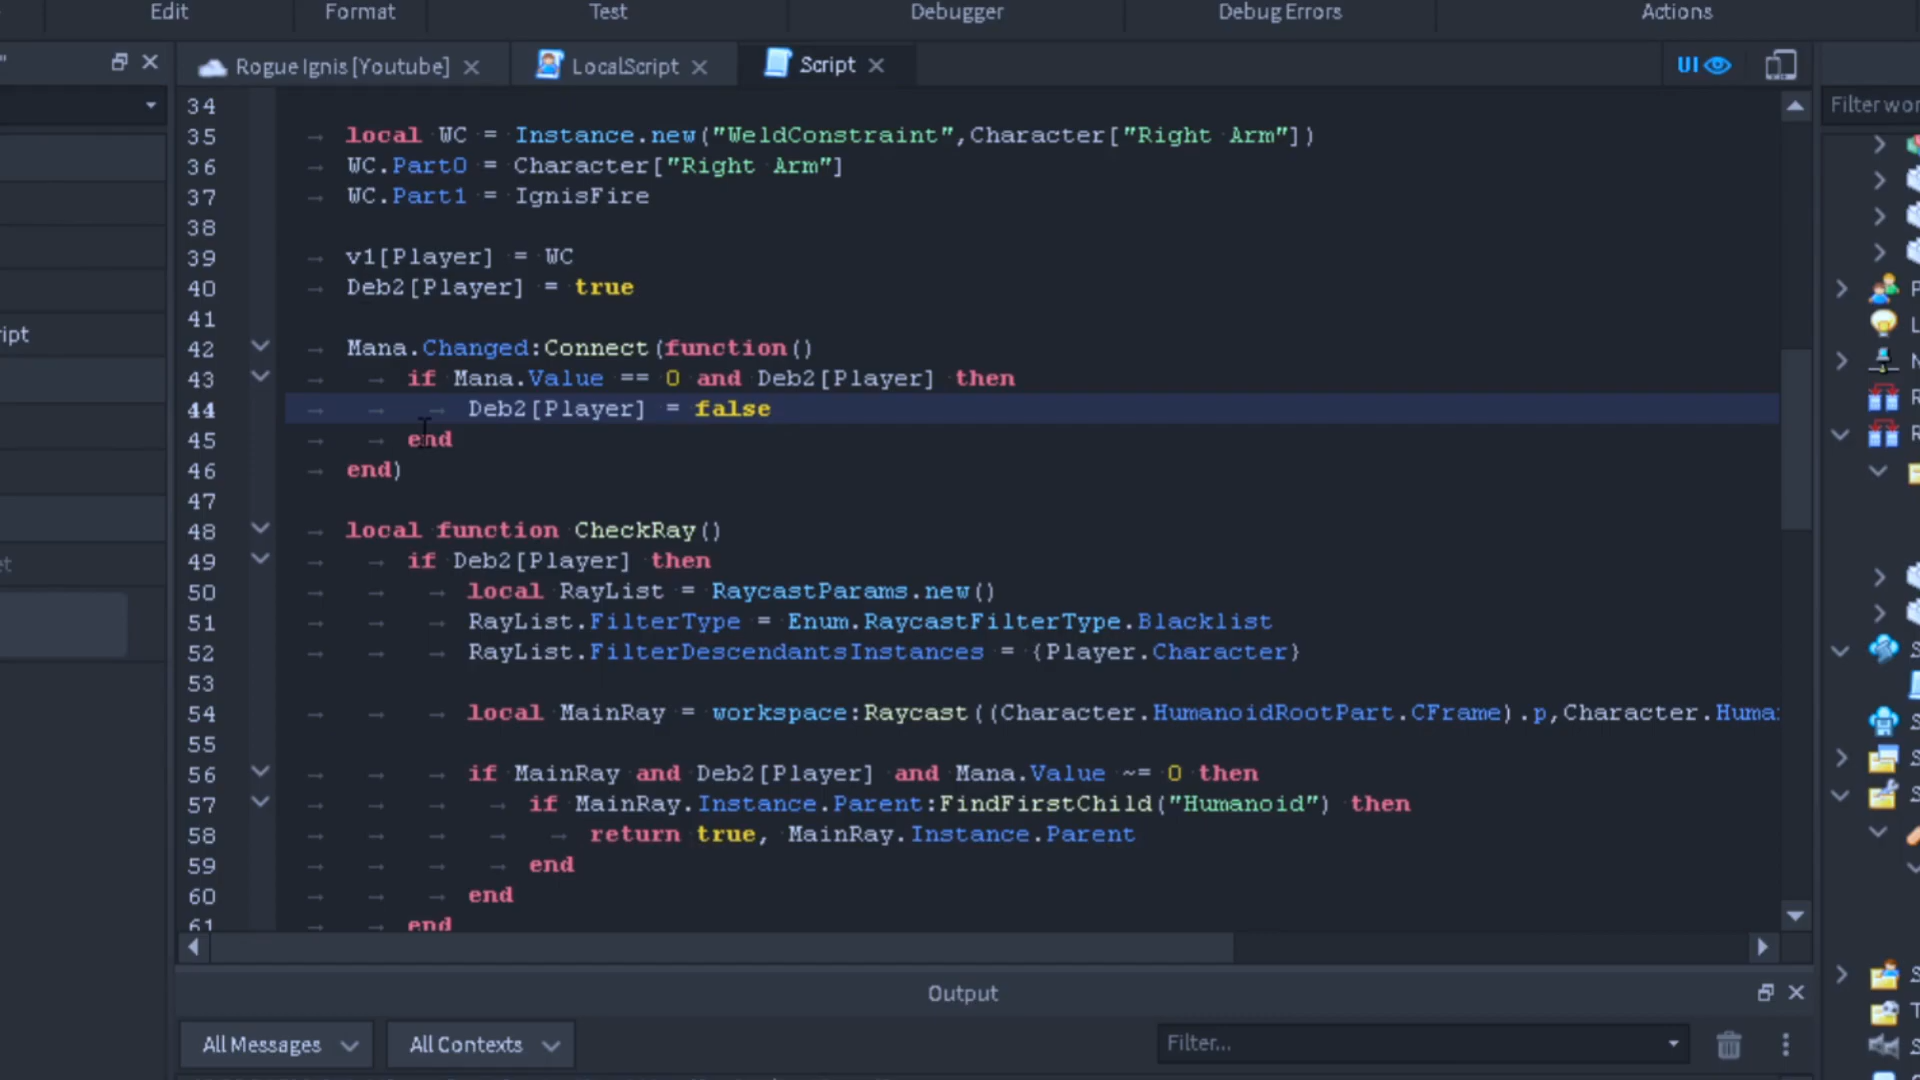 Edit Format Test Debugger Debug Errors Actions
Rogue Ignis [Youtube] LocalScript Script UI
Filter wor
34
35 local WC = Instance.new("WeldConstraint",Character["Right Arm"])
36 WC.Part0 = Character["Right Arm"]
37 WC.Part1 = IgnisFire
38
39 v1[Player] = WC
40 Deb2[Player] = true
41
42 Mana.Changed:Connect(function()
43 if Mana.Value == 0 and Deb2[Player] then
44 Deb2[Player] = false
45 end
46 end)
47
48 local function CheckRay()
49 if Deb2[Player] then
50 local RayList = RaycastParams.new()
51 RayList.FilterType = Enum.RaycastFilterType.Blacklist
52 RayList.FilterDescendantsInstances = {Player.Character}
53
54 local MainRay = workspace:Raycast((Character.HumanoidRootPart.CFrame).p,Character.Huma
55
56 if MainRay and Deb2[Player] and Mana.Value ~= 0 then
57 if MainRay.Instance.Parent:FindFirstChild("Humanoid") then
58 return true, MainRay.Instance.Parent
59 end
60 end
61 end
ipt
Output
All Messages All Contexts Filter...